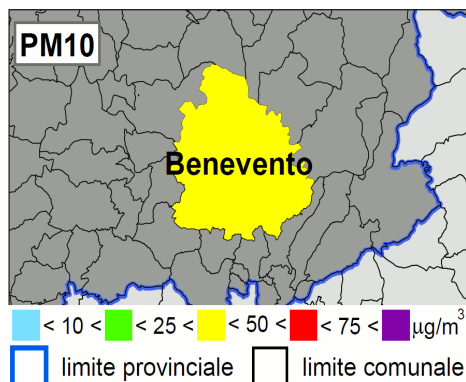 PM10
Benevento
< 10 < < 25 < < 50 < < 75 < μg/m³
limite provinciale limite comunale